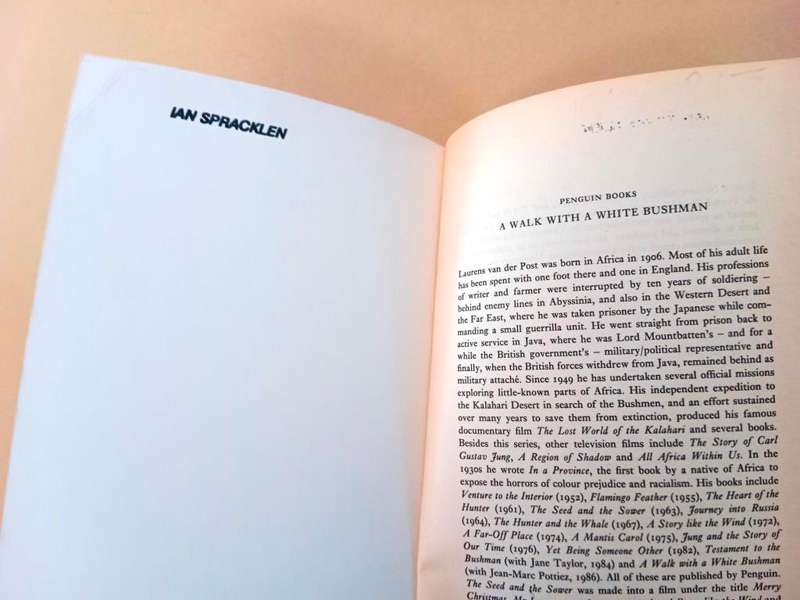 IAN SPRACKLEN
PENGUIN BOOKS
A WALK WITH A WHITE BUSHMAN
Laurens van der Post was born in Africa in 1906. Most of his adult life
has been spent with one foot there and one in England. His professions
of writer and farmer were interrupted by ten years of soldiering –
behind enemy lines in Abyssinia, and also in the Western Desert and
the Far East, where he was taken prisoner by the Japanese while com-
manding a small guerrilla unit. He went straight from prison back to
active service in Java, where he was Lord Mountbatten's – and for a
while the British government's – military/political representative and
finally, when the British forces withdrew from Java, remained behind as
military attaché. Since 1949 he has undertaken several official missions
exploring little-known parts of Africa. His independent expedition to
the Kalahari Desert in search of the Bushmen, and an effort sustained
over many years to save them from extinction, produced his famous
documentary film The Lost World of the Kalahari and several books.
Besides this series, other television films include The Story of Carl
Gustav Jung, A Region of Shadow and All Africa Within Us. In the
1930s he wrote In a Province, the first book by a native of Africa to
expose the horrors of colour prejudice and racialism. His books include
Venture to the Interior (1952), Flamingo Feather (1955), The Heart of the
Hunter (1961), The Seed and the Sower (1963), Journey into Russia
(1964), The Hunter and the Whale (1967), A Story like the Wind (1972),
A Far-Off Place (1974), A Mantis Carol (1975), Jung and the Story of
Our Time (1976), Yet Being Someone Other (1982), Testament to the
Bushman (with Jane Taylor, 1984) and A Walk with a White Bushman
(with Jean-Marc Pottiez, 1986). All of these are published by Penguin.
The Seed and the Sower was made into a film under the title Merry
Christmas,